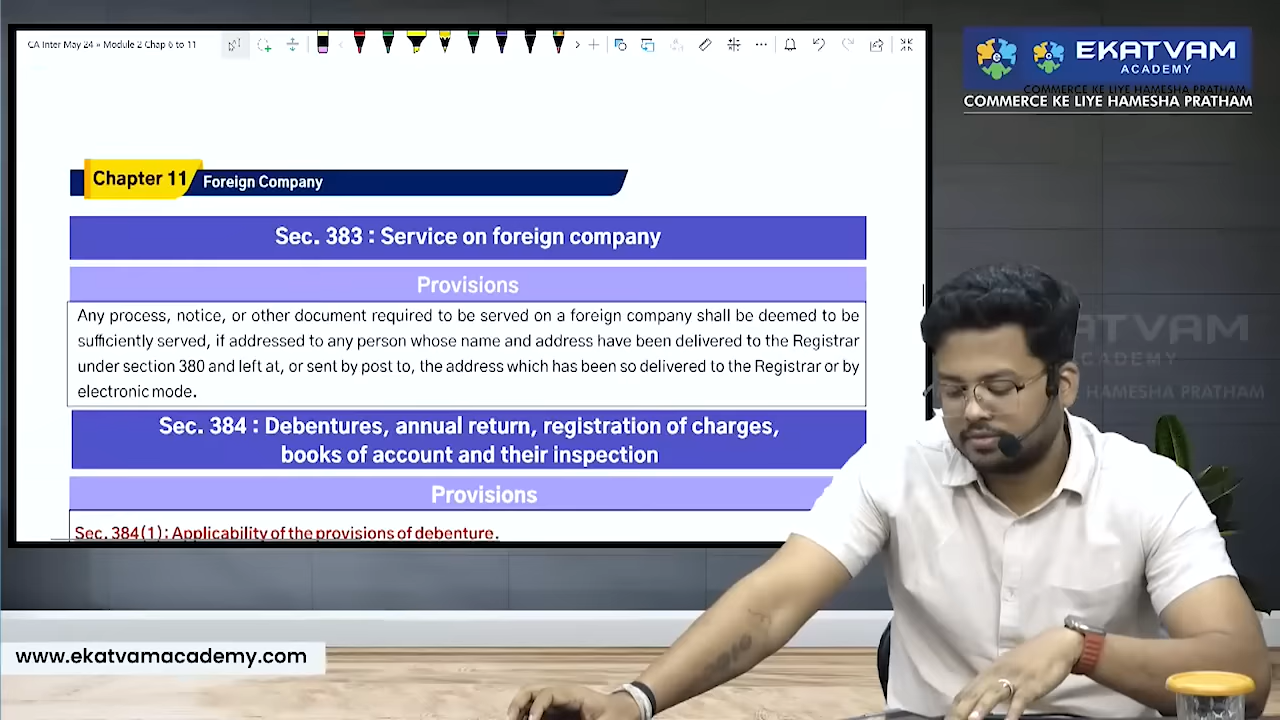 CA Inter May 24 » Module 2 Chap 6 to 11
EKATVAM
ACADEMY
COMMERCE KE LIYE HAMESHA PRATHAM
COMMERCE KE LIYE HAMESHA PRATHAM
Chapter 11
Foreign Company
Sec. 383 : Service on foreign company
Provisions
Any process, notice, or other document required to be served on a foreign company shall be deemed to be
sufficiently served, if addressed to any person whose name and address have been delivered to the Registrar
under section 380 and left at, or sent by post to, the address which has been so delivered to the Registrar or by
electronic mode.
ATVAM
ACADEMY
HAMESHA PRATHAM
Sec. 384 : Debentures, annual return, registration of charges,
books of account and their inspection
Provisions
Sec. 384(1) : Applicability of the provisions of debenture.
www.ekatvamacademy.com